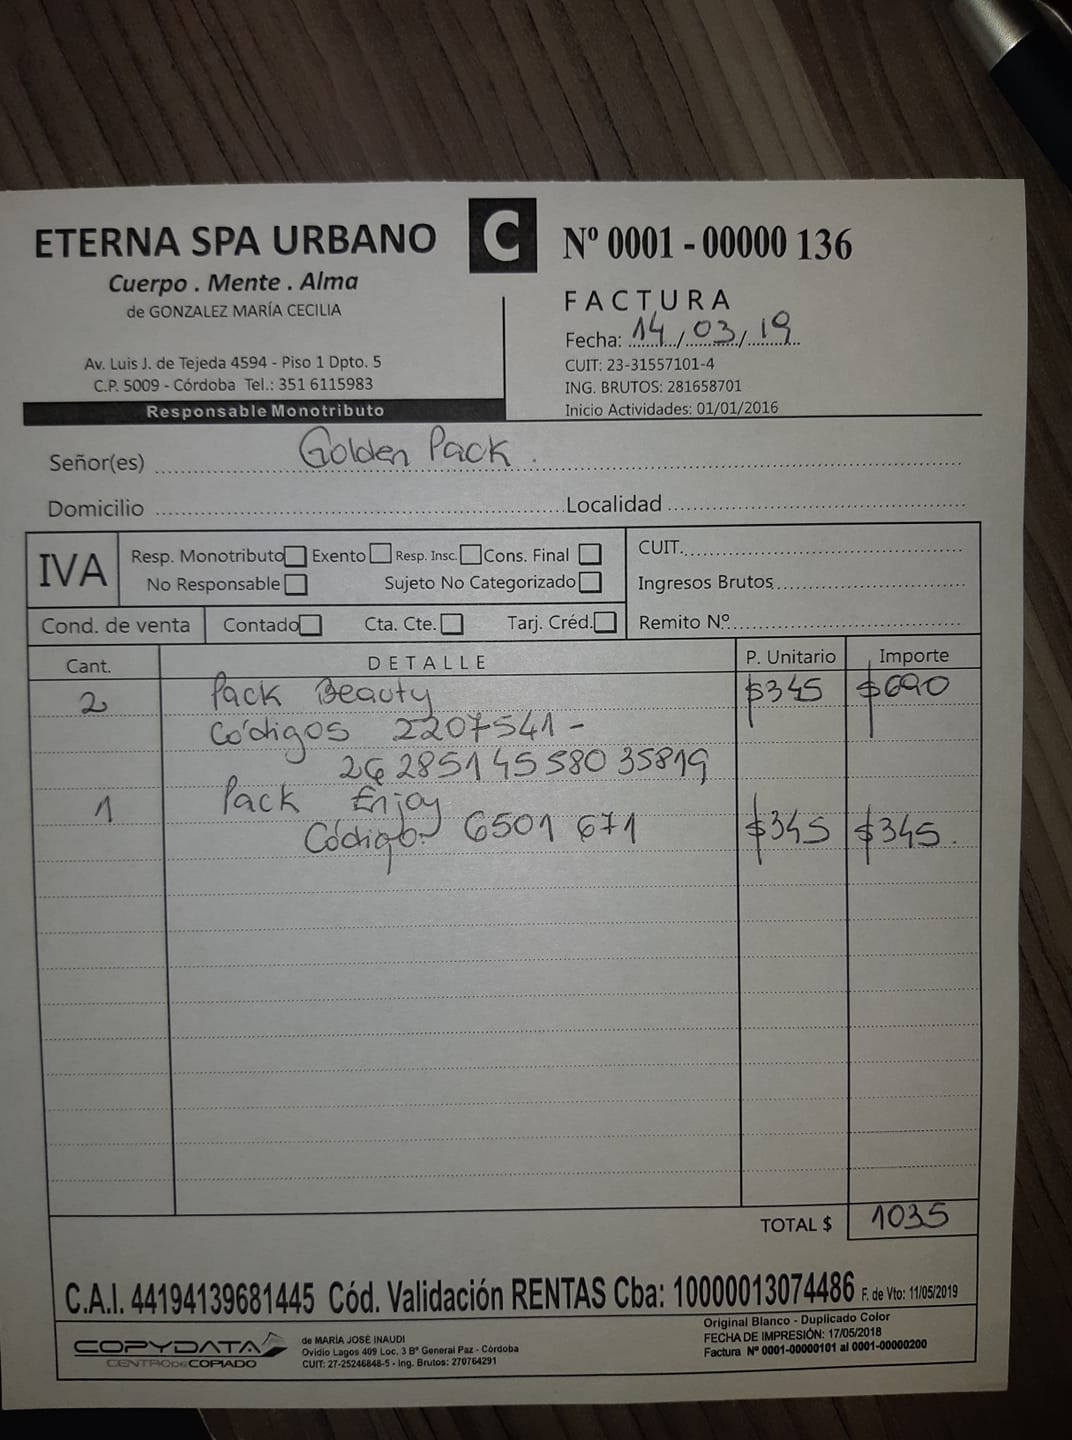 ETERNA SPA URBANO
Cuerpo . Mente . Alma
de GONZALEZ MARÍA CECILIA
Av. Luis J. de Tejeda 4594 - Piso 1 Dpto. 5
C.P. 5009 - Córdoba Tel.: 351 6115983
Responsable Monotributo
C
Nº 0001 - 00000 136
FACTURA
Fecha: 14/03/19
CUIT: 23-31557101-4
ING. BRUTOS: 281658701
Inicio Actividades: 01/01/2016
Señor(es) Golden Pack.
Domicilio Localidad
IVA
Resp. Monotributo Exento Resp. Insc. Cons. Final
No Responsable Sujeto No Categorizado
CUIT.
Ingresos Brutos
Cond. de venta Contado Cta. Cte. Tarj. Créd. Remito Nº
Cant. DETALLE P. Unitario Importe
2 Pack Beauty $345 $690
Códigos 2207541 -
26285145580 35819
1 Pack Enjoy
Código 6501671 $345 $345.
TOTAL $ 1035
C.A.I. 44194139681445 Cód. Validación RENTAS Cba: 10000013074486 F. de Vto: 11/05/2019
COPYDATA
CENTRO DE COPIADO
de MARÍA JOSÉ INAUDI
Ovidio Lagos 409 Loc. 3 Bº General Paz - Córdoba
CUIT: 27-25246848-5 - Ing. Brutos: 270764291
Original Blanco - Duplicado Color
FECHA DE IMPRESIÓN: 17/05/2018
Factura Nº 0001-00000101 al 0001-00000200